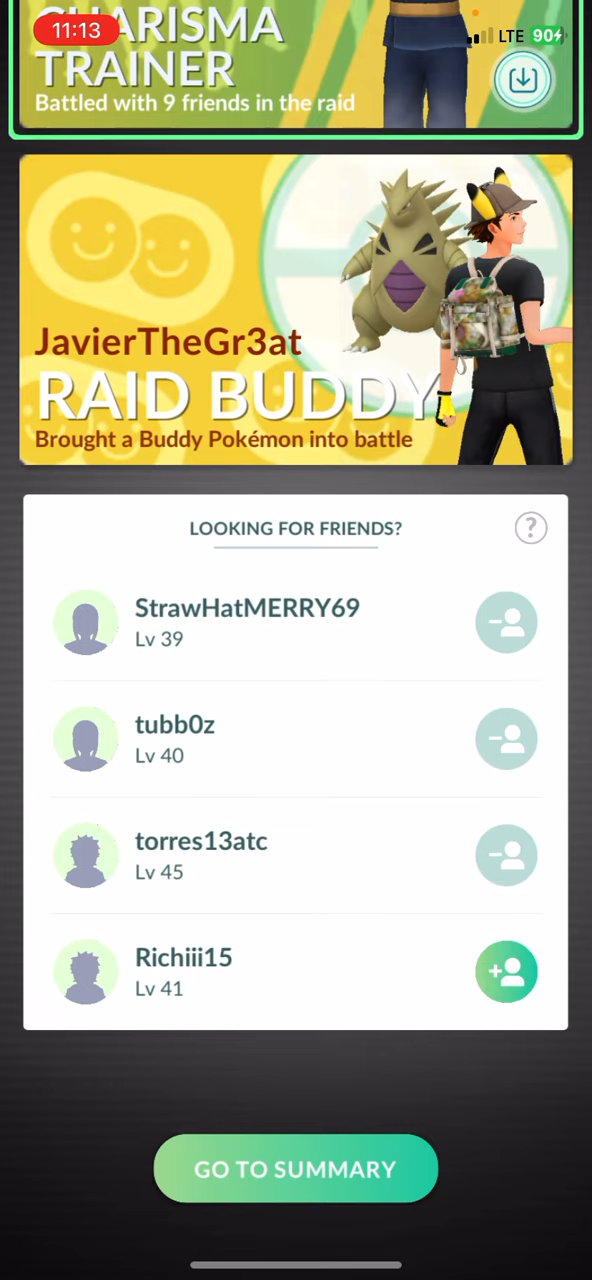 11:13
LTE 90
CHARISMA
TRAINER
Battled with 9 friends in the raid
JavierTheGr3at
RAID BUDDY
Brought a Buddy Pokémon into battle
LOOKING FOR FRIENDS?
?
StrawHatMERRY69
Lv 39
tubb0z
Lv 40
torres13atc
Lv 45
Richiii15
Lv 41
GO TO SUMMARY